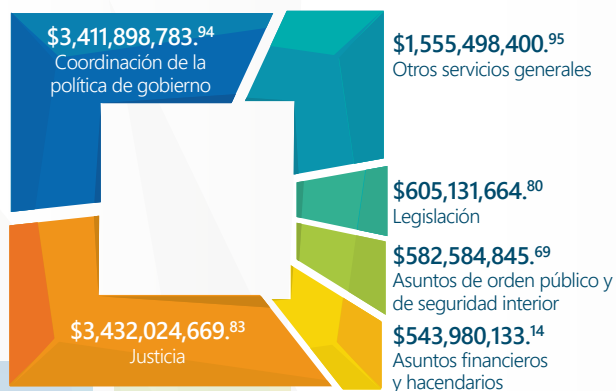 $3,411,898,783.94
Coordinación de la
política de gobierno
$1,555,498,400.95
Otros servicios generales
$605,131,664.80
Legislación
$582,584,845.69
Asuntos de orden público y
de seguridad interior
$3,432,024,669.83
Justicia
$543,980,133.14
Asuntos financieros
y hacendarios